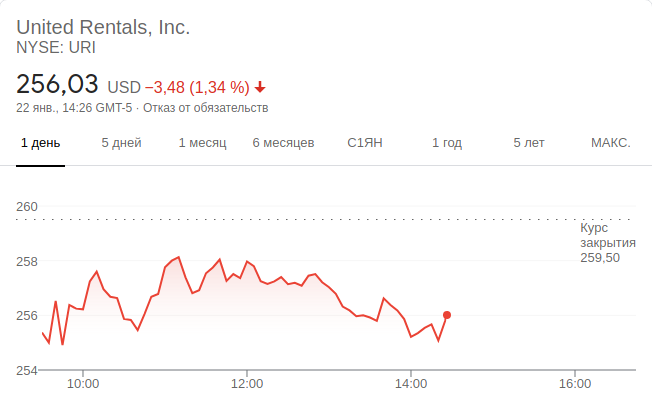 United Rentals, Inc.
NYSE: URI
256,03 USD −3,48 (1,34 %)
22 янв., 14:26 GMT-5 · Отказ от обязательств
1 день 5 дней 1 месяц 6 месяцев С1ЯН 1 год 5 лет МАКС.
260
Курс
закрытия
259,50
258
256
254
10:00 12:00 14:00 16:00